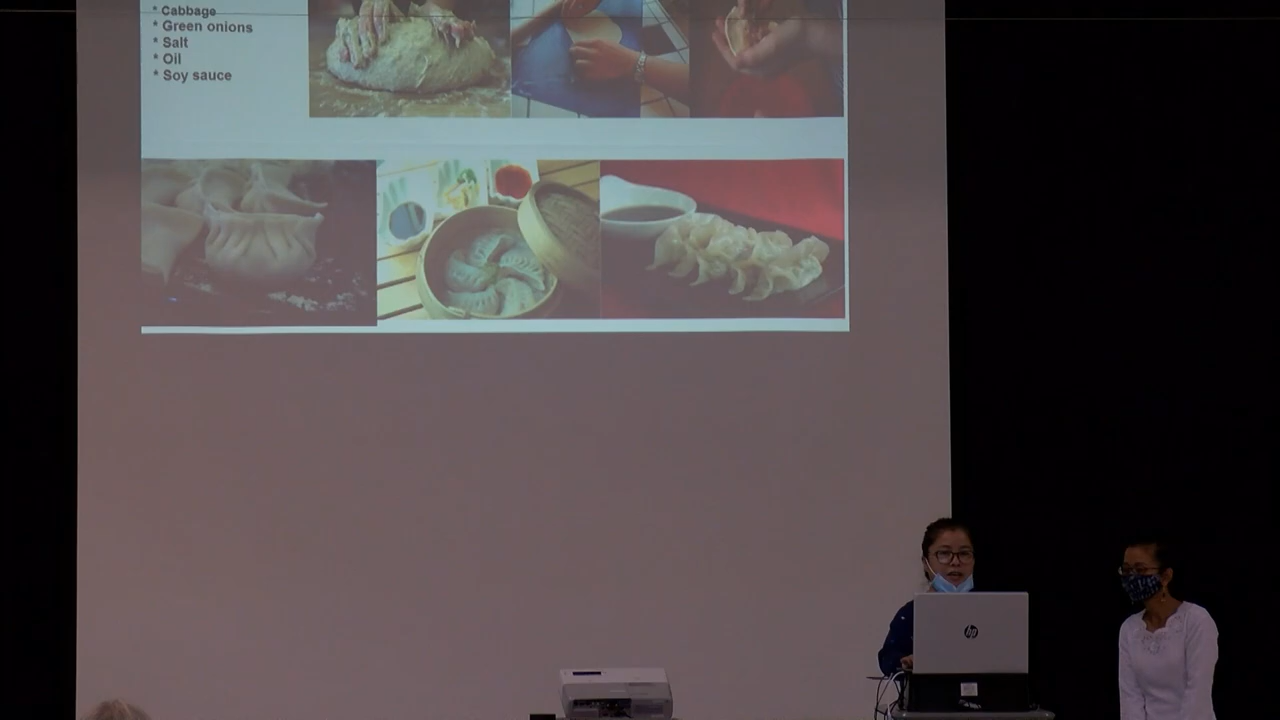 * Cabbage
* Green onions
* Salt
* Oil
* Soy sauce
hp